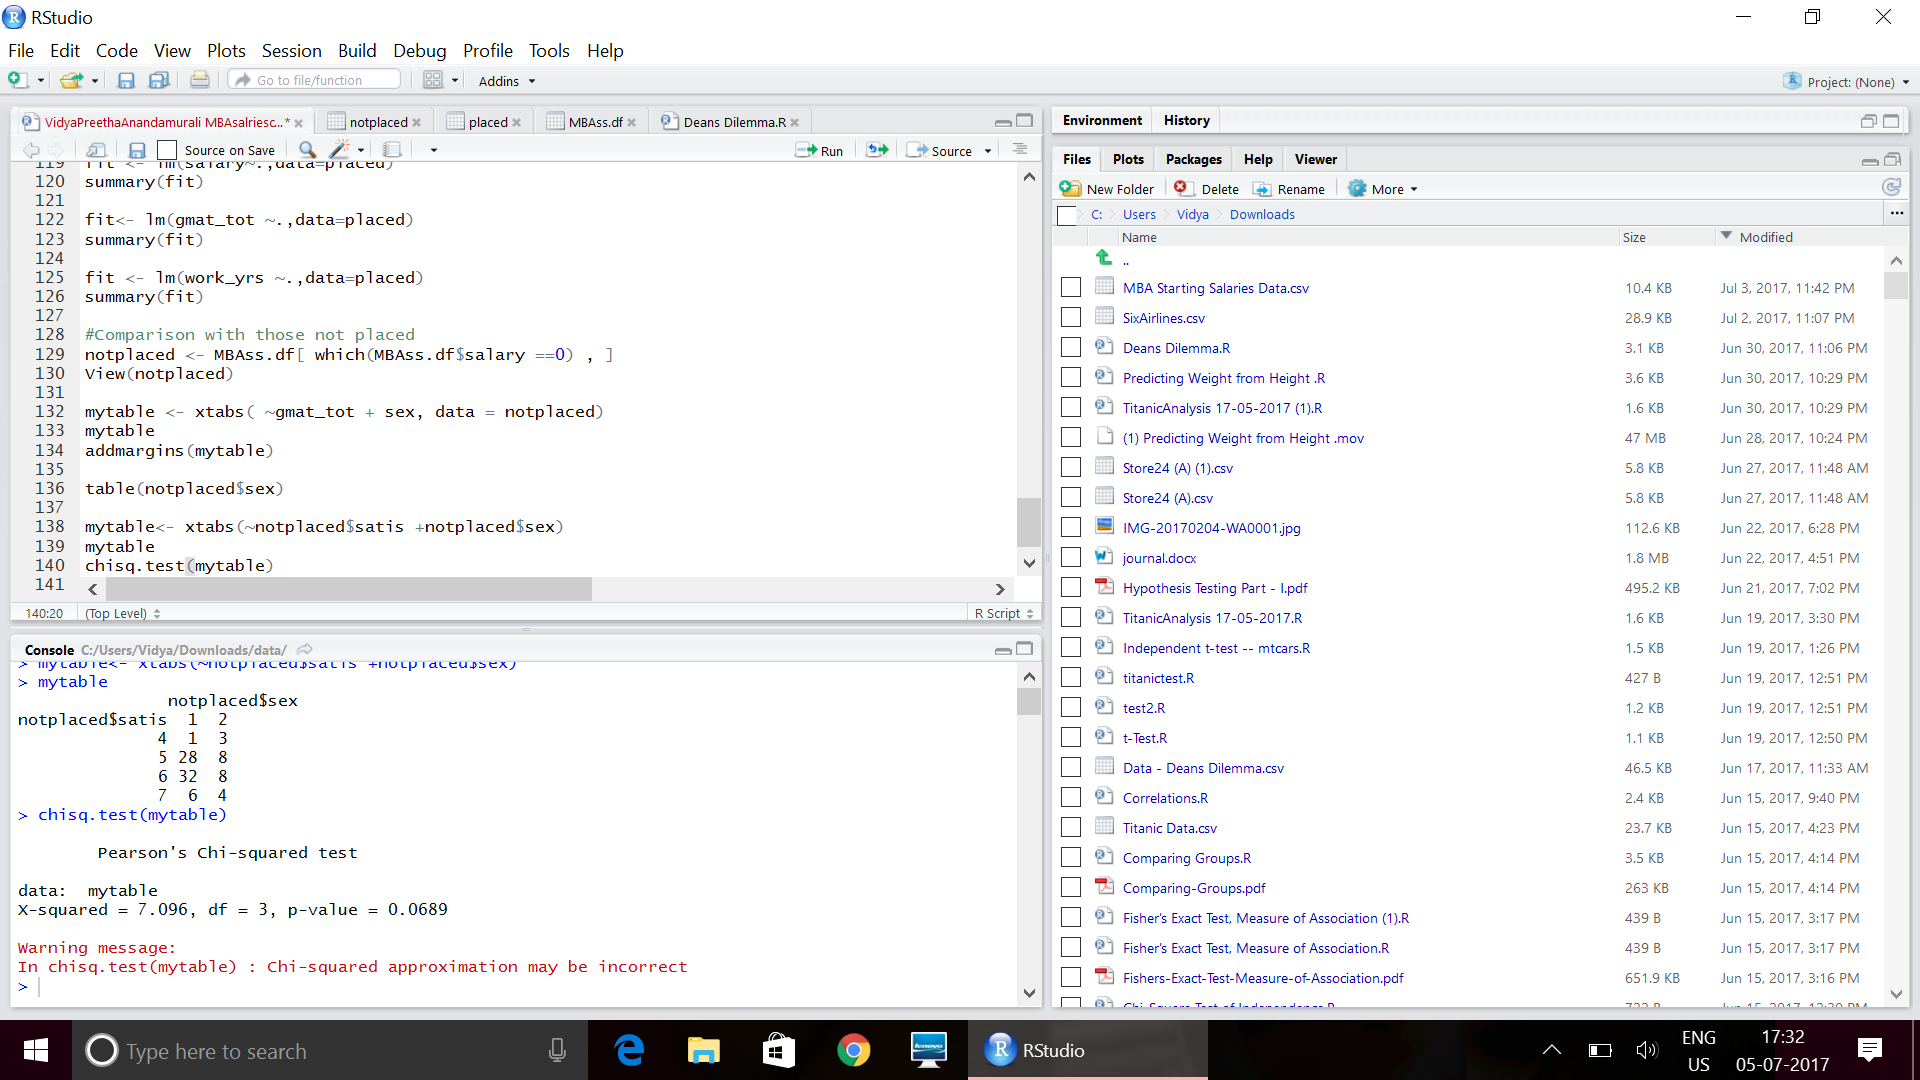 RStudio
File Edit Code View Plots Session Build Debug Profile Tools Help
Go to file/function Addins Project: (None)
VidyaPreethaAnandamurali MBAsalriesc...* notplaced placed MBAss.df Deans Dilemma.R
Source on Save Run Source
119 fit <- lm(salary~.,data=placed)
120 summary(fit)
121
122 fit<- lm(gmat_tot ~.,data=placed)
123 summary(fit)
124
125 fit <- lm(work_yrs ~.,data=placed)
126 summary(fit)
127
128 #Comparison with those not placed
129 notplaced <- MBAss.df[ which(MBAss.df$salary ==0) , ]
130 View(notplaced)
131
132 mytable <- xtabs( ~gmat_tot + sex, data = notplaced)
133 mytable
134 addmargins(mytable)
135
136 table(notplaced$sex)
137
138 mytable<- xtabs(~notplaced$satis +notplaced$sex)
139 mytable
140 chisq.test(mytable)
141
140:20 (Top Level) R Script
Console C:/Users/Vidya/Downloads/data/
> mytable<- xtabs(~notplaced$satis +notplaced$sex)
> mytable
notplaced$sex
notplaced$satis 1 2
4 1 3
5 28 8
6 32 8
7 6 4
> chisq.test(mytable)
Pearson's Chi-squared test
data: mytable
X-squared = 7.096, df = 3, p-value = 0.0689
Warning message:
In chisq.test(mytable) : Chi-squared approximation may be incorrect
>
Environment History
Files Plots Packages Help Viewer
New Folder Delete Rename More
C: Users Vidya Downloads ...
Name Size Modified
..
MBA Starting Salaries Data.csv 10.4 KB Jul 3, 2017, 11:42 PM
SixAirlines.csv 28.9 KB Jul 2, 2017, 11:07 PM
Deans Dilemma.R 3.1 KB Jun 30, 2017, 11:06 PM
Predicting Weight from Height .R 3.6 KB Jun 30, 2017, 10:29 PM
TitanicAnalysis 17-05-2017 (1).R 1.6 KB Jun 30, 2017, 10:29 PM
(1) Predicting Weight from Height .mov 47 MB Jun 28, 2017, 10:24 PM
Store24 (A) (1).csv 5.8 KB Jun 27, 2017, 11:48 AM
Store24 (A).csv 5.8 KB Jun 27, 2017, 11:48 AM
IMG-20170204-WA0001.jpg 112.6 KB Jun 22, 2017, 6:28 PM
journal.docx 1.8 MB Jun 22, 2017, 4:51 PM
Hypothesis Testing Part - I.pdf 495.2 KB Jun 21, 2017, 7:02 PM
TitanicAnalysis 17-05-2017.R 1.6 KB Jun 19, 2017, 3:30 PM
Independent t-test -- mtcars.R 1.5 KB Jun 19, 2017, 1:26 PM
titanictest.R 427 B Jun 19, 2017, 12:51 PM
test2.R 1.2 KB Jun 19, 2017, 12:51 PM
t-Test.R 1.1 KB Jun 19, 2017, 12:50 PM
Data - Deans Dilemma.csv 46.5 KB Jun 17, 2017, 11:33 AM
Correlations.R 2.4 KB Jun 15, 2017, 9:40 PM
Titanic Data.csv 23.7 KB Jun 15, 2017, 4:23 PM
Comparing Groups.R 3.5 KB Jun 15, 2017, 4:14 PM
Comparing-Groups.pdf 263 KB Jun 15, 2017, 4:14 PM
Fisher's Exact Test, Measure of Association (1).R 439 B Jun 15, 2017, 3:17 PM
Fisher's Exact Test, Measure of Association.R 439 B Jun 15, 2017, 3:17 PM
Fishers-Exact-Test-Measure-of-Association.pdf 651.9 KB Jun 15, 2017, 3:16 PM
Type here to search lenovo RStudio ENG US 17:32 05-07-2017